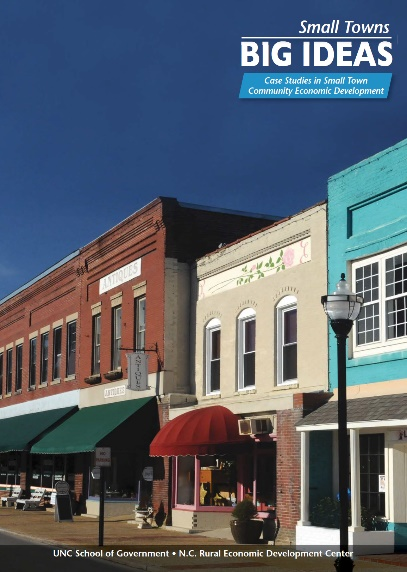 Small Towns
BIG IDEAS
Case Studies in Small Town
Community Economic Development
ANTIQUES
ANTIQUES
ANTIQUES
UNC School of Government • N.C. Rural Economic Development Center